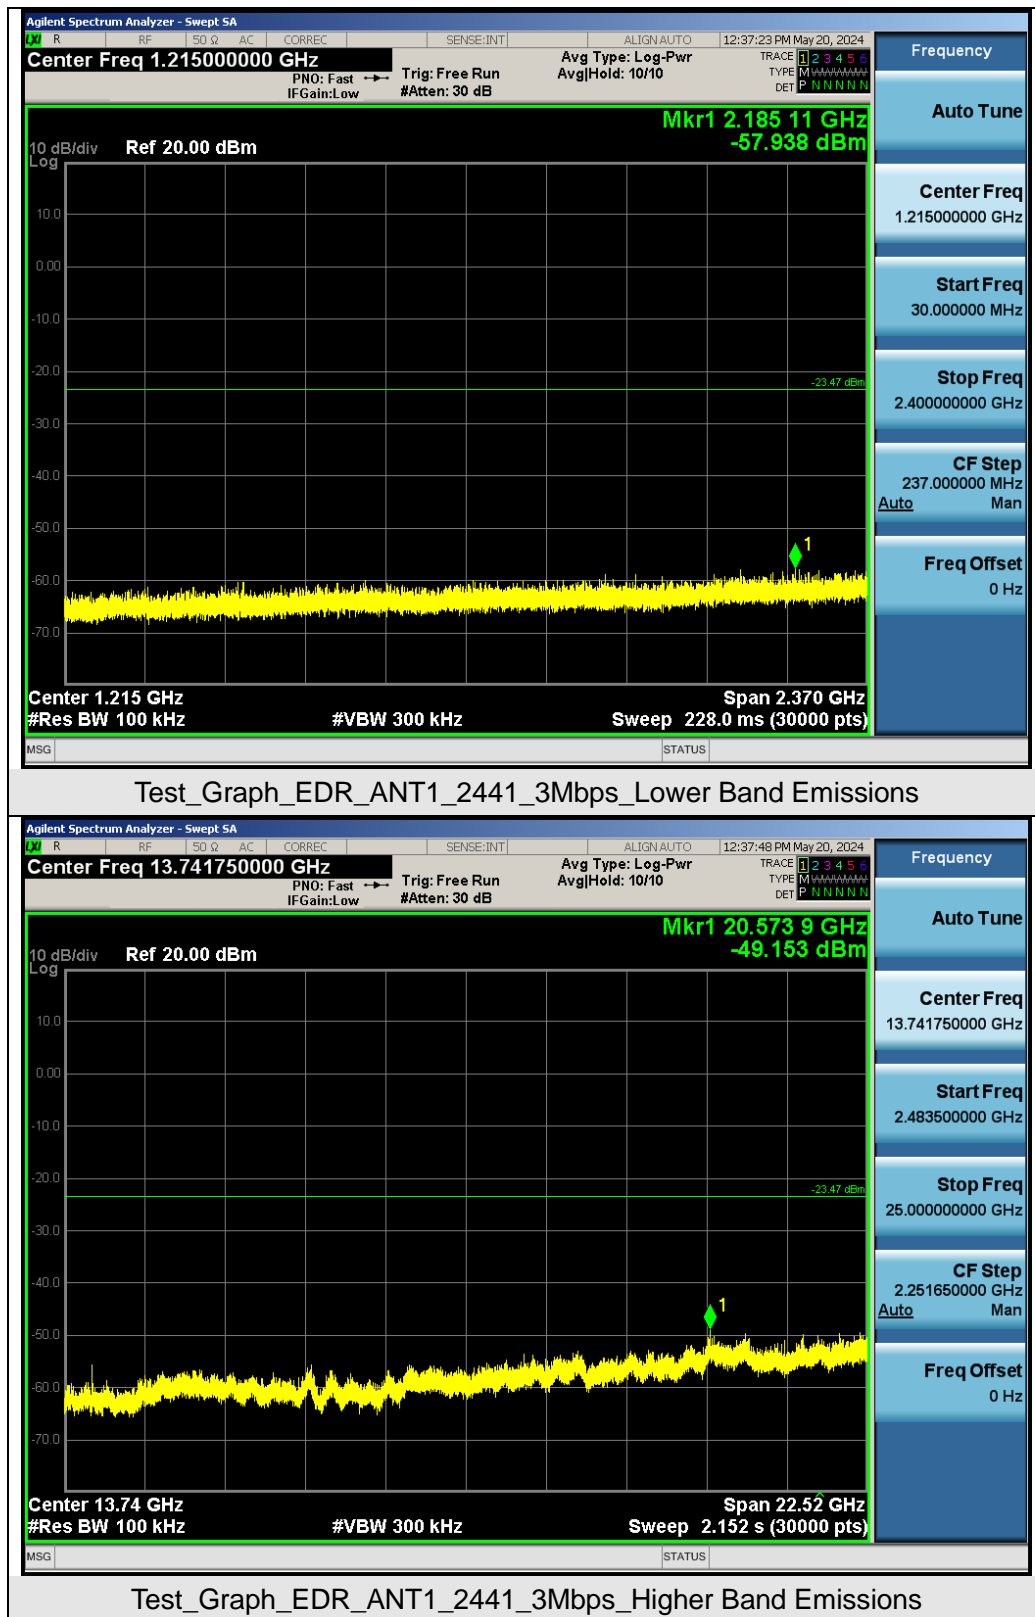 Agilent Spectrum Analyzer - Swept SA
LXI R RF 50 Ω AC CORREC SENSE:INT ALIGN AUTO 12:37:23 PM May 20, 2024
Center Freq 1.215000000 GHz
PNO: Fast
IFGain:Low
Trig: Free Run
#Atten: 30 dB
Avg Type: Log-Pwr
Avg|Hold: 10/10
TRACE 1 2 3 4 5 6
TYPE M
DET P N N N N N
Mkr1 2.185 11 GHz
-57.938 dBm
10 dB/div Ref 20.00 dBm
Log
10.0
0.00
-10.0
-20.0
-23.47 dBm
-30.0
-40.0
-50.0
1
-60.0
-70.0
Center 1.215 GHz Span 2.370 GHz
#Res BW 100 kHz #VBW 300 kHz Sweep 228.0 ms (30000 pts)
MSG STATUS
Frequency
Auto Tune
Center Freq
1.215000000 GHz
Start Freq
30.000000 MHz
Stop Freq
2.400000000 GHz
CF Step
237.000000 MHz
Auto Man
Freq Offset
0 Hz
Test_Graph_EDR_ANT1_2441_3Mbps_Lower Band Emissions
Agilent Spectrum Analyzer - Swept SA
LXI R RF 50 Ω AC CORREC SENSE:INT ALIGN AUTO 12:37:48 PM May 20, 2024
Center Freq 13.741750000 GHz
PNO: Fast
IFGain:Low
Trig: Free Run
#Atten: 30 dB
Avg Type: Log-Pwr
Avg|Hold: 10/10
TRACE 1 2 3 4 5 6
TYPE M
DET P N N N N N
Mkr1 20.573 9 GHz
-49.153 dBm
10 dB/div Ref 20.00 dBm
Log
10.0
0.00
-10.0
-20.0
-23.47 dBm
-30.0
-40.0
1
-50.0
-60.0
-70.0
Center 13.74 GHz Span 22.52 GHz
#Res BW 100 kHz #VBW 300 kHz Sweep 2.152 s (30000 pts)
MSG STATUS
Frequency
Auto Tune
Center Freq
13.741750000 GHz
Start Freq
2.483500000 GHz
Stop Freq
25.000000000 GHz
CF Step
2.251650000 GHz
Auto Man
Freq Offset
0 Hz
Test_Graph_EDR_ANT1_2441_3Mbps_Higher Band Emissions